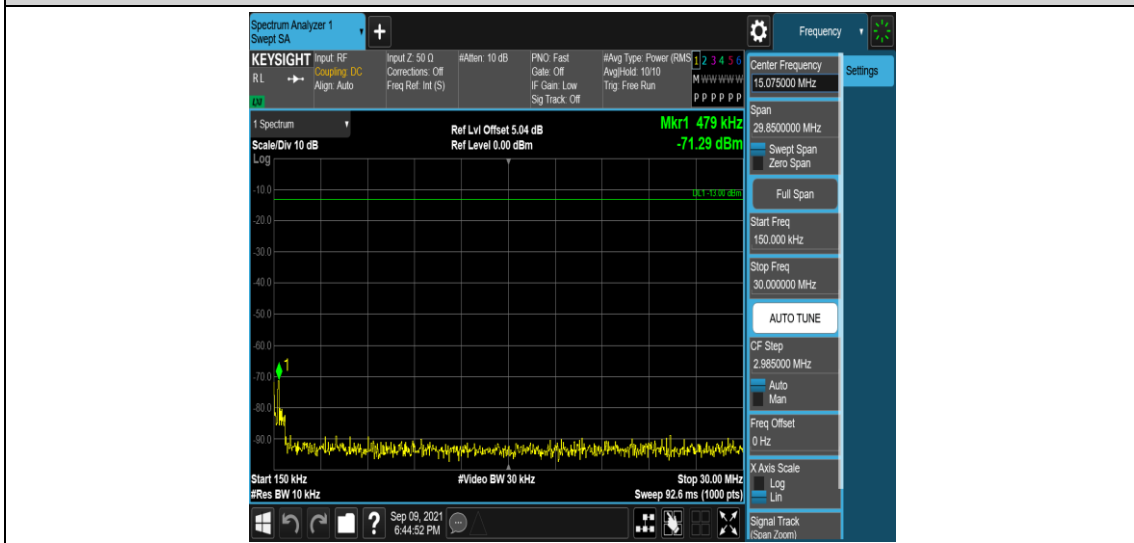 Spectrum Analyzer 1
Swept SA
+
Frequency
KEYSIGHT
RL
LXI
Input: RF
Coupling: DC
Align: Auto
Input Z: 50 Ω
Corrections: Off
Freq Ref: Int (S)
#Atten: 10 dB
PNO: Fast
Gate: Off
IF Gain: Low
Sig Track: Off
#Avg Type: Power (RMS
Avg|Hold: 10/10
Trig: Free Run
1 2 3 4 5 6
M W W W W W
P P P P P P
1 Spectrum
Scale/Div 10 dB
Log
Ref Lvl Offset 5.04 dB
Ref Level 0.00 dBm
Mkr1 479 kHz
-71.29 dBm
DL1 -13.00 dBm
-10.0
-20.0
-30.0
-40.0
-50.0
-60.0
1
-70.0
-80.0
-90.0
Start 150 kHz
#Res BW 10 kHz
#Video BW 30 kHz
Stop 30.00 MHz
Sweep 92.6 ms (1000 pts)
Center Frequency
15.075000 MHz
Settings
Span
29.8500000 MHz
Swept Span
Zero Span
Full Span
Start Freq
150.000 kHz
Stop Freq
30.000000 MHz
AUTO TUNE
CF Step
2.985000 MHz
Auto
Man
Freq Offset
0 Hz
X Axis Scale
Log
Lin
Signal Track
(Span Zoom)
?
Sep 09, 2021
6:44:52 PM